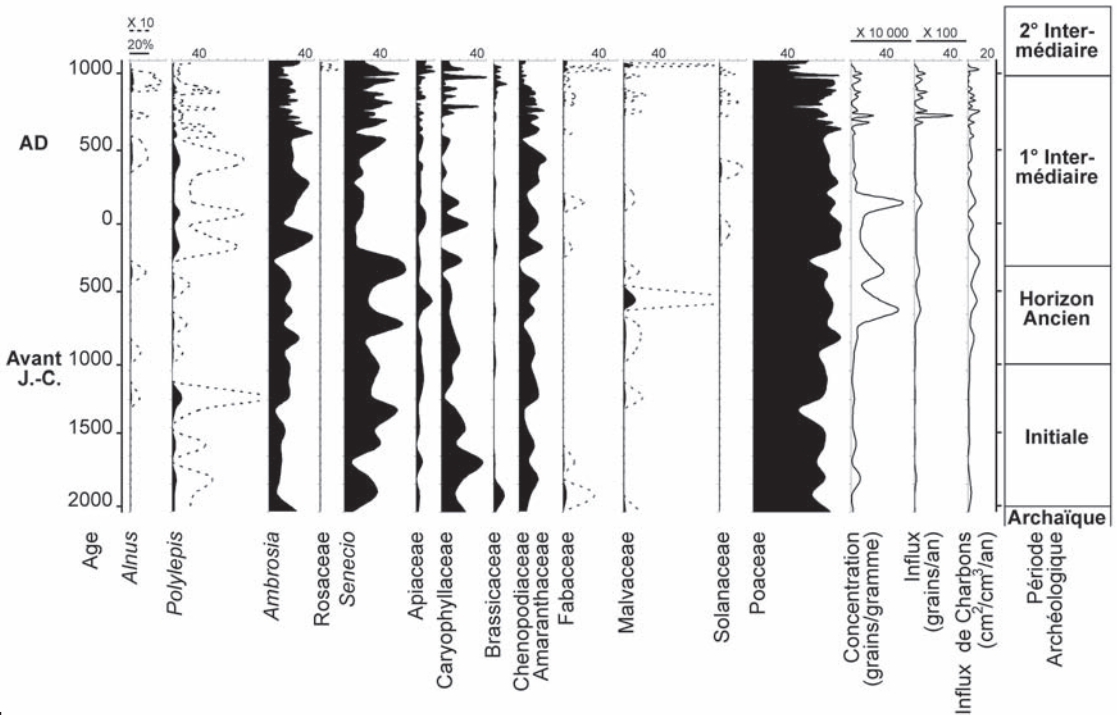 X 10
20%
40
40
40
40
40
40
40
40
40
X 10 000
40
X 100
40
20
1000
AD
500
0
500
Avant
J.-C.
1000
1500
2000
Age
Alnus
Polylepis
Ambrosia
Rosaceae
Senecio
Apiaceae
Caryophyllaceae
Brassicaceae
Chenopodiaceae
Amaranthaceae
Fabaceae
Malvaceae
Solanaceae
Poaceae
Concentration
(grains/gramme)
Influx
(grains/an)
Influx de Charbons
(cm²/cm³/an)
Période
Archéologique
2° Inter-
médiaire
1° Inter-
médiaire
Horizon
Ancien
Initiale
Archaïque